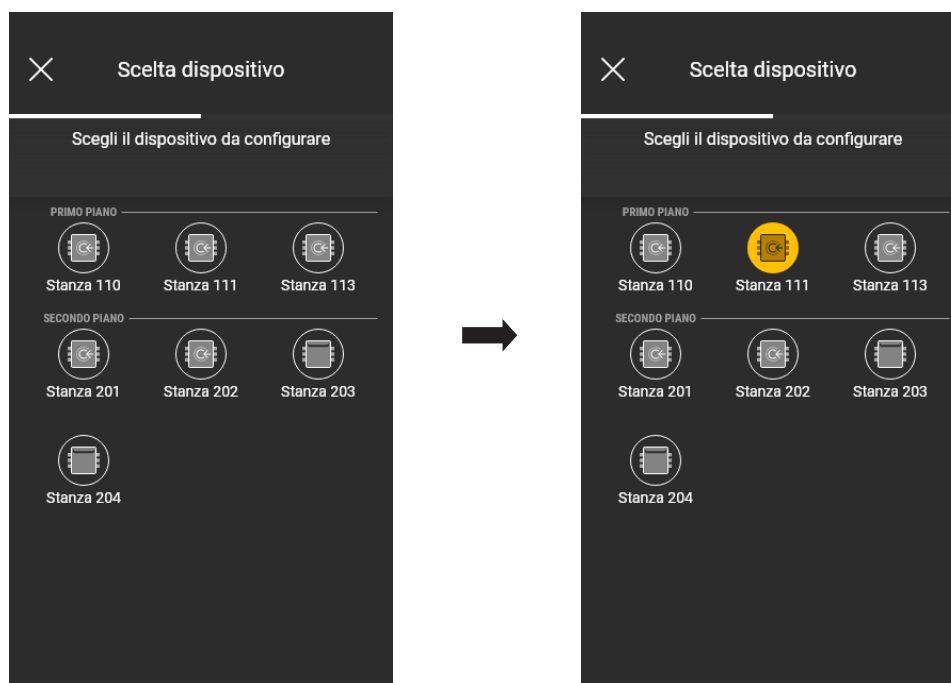 Scelta dispositivo
Scegli il dispositivo da configurare
PRIMO PIANO
Stanza 110 Stanza 111 Stanza 113
SECONDO PIANO
Stanza 201 Stanza 202 Stanza 203
Stanza 204
Scelta dispositivo
Scegli il dispositivo da configurare
PRIMO PIANO
Stanza 110 Stanza 111 Stanza 113
SECONDO PIANO
Stanza 201 Stanza 202 Stanza 203
Stanza 204